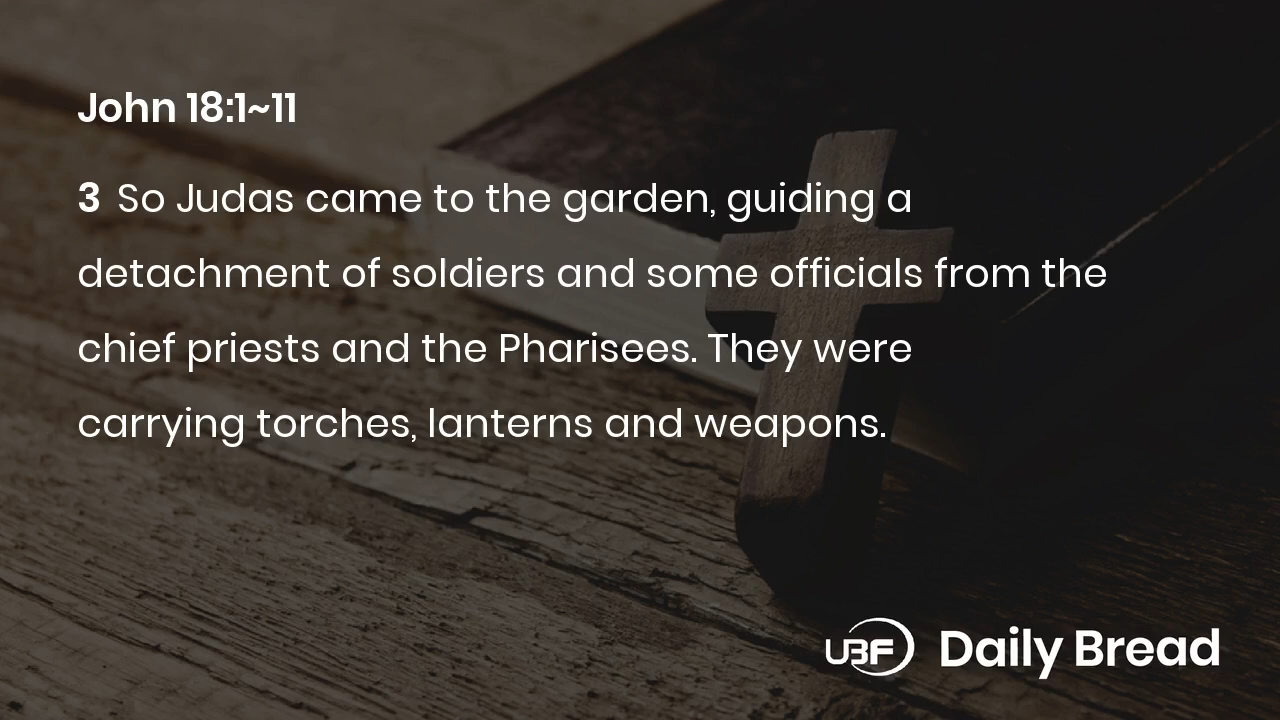 John 18:1~11
3 So Judas came to the garden, guiding a
detachment of soldiers and some officials from the
chief priests and the Pharisees. They were
carrying torches, lanterns and weapons.
UBF Daily Bread